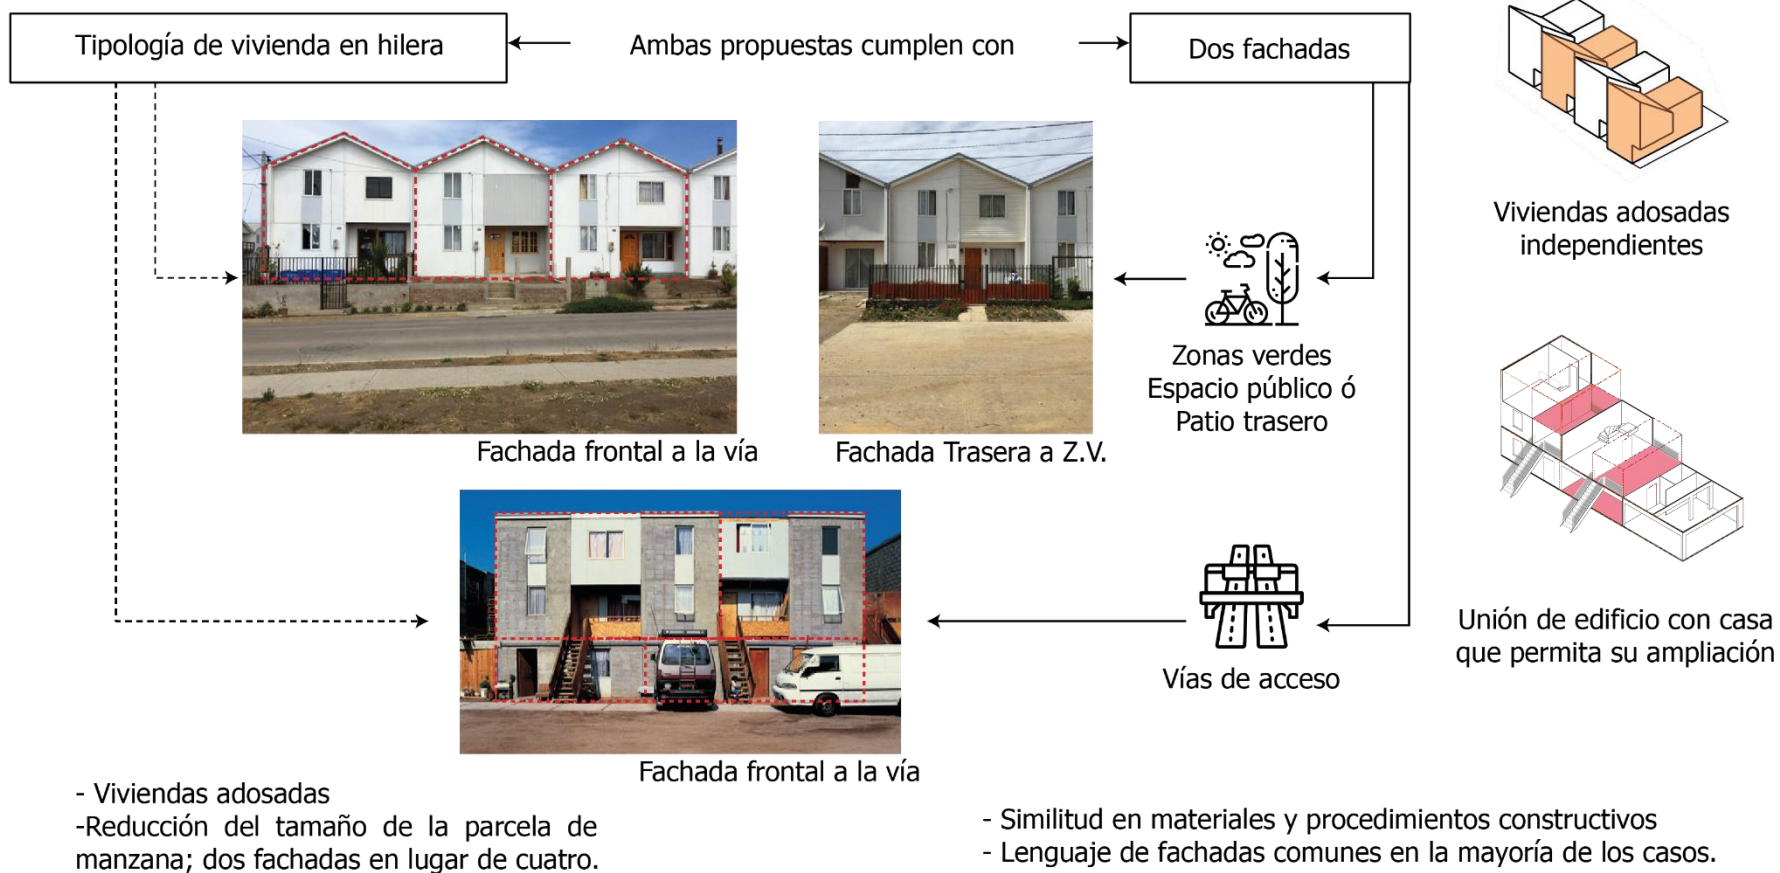 Tipología de vivienda en hilera
Ambas propuestas cumplen con
Dos fachadas
Viviendas adosadas
independientes
Zonas verdes
Espacio público ó
Patio trasero
Fachada frontal a la vía
Fachada Trasera a Z.V.
Unión de edificio con casa
que permita su ampliación
Vías de acceso
Fachada frontal a la vía
- Viviendas adosadas
-Reducción del tamaño de la parcela de
manzana; dos fachadas en lugar de cuatro.
- Similitud en materiales y procedimientos constructivos
- Lenguaje de fachadas comunes en la mayoría de los casos.